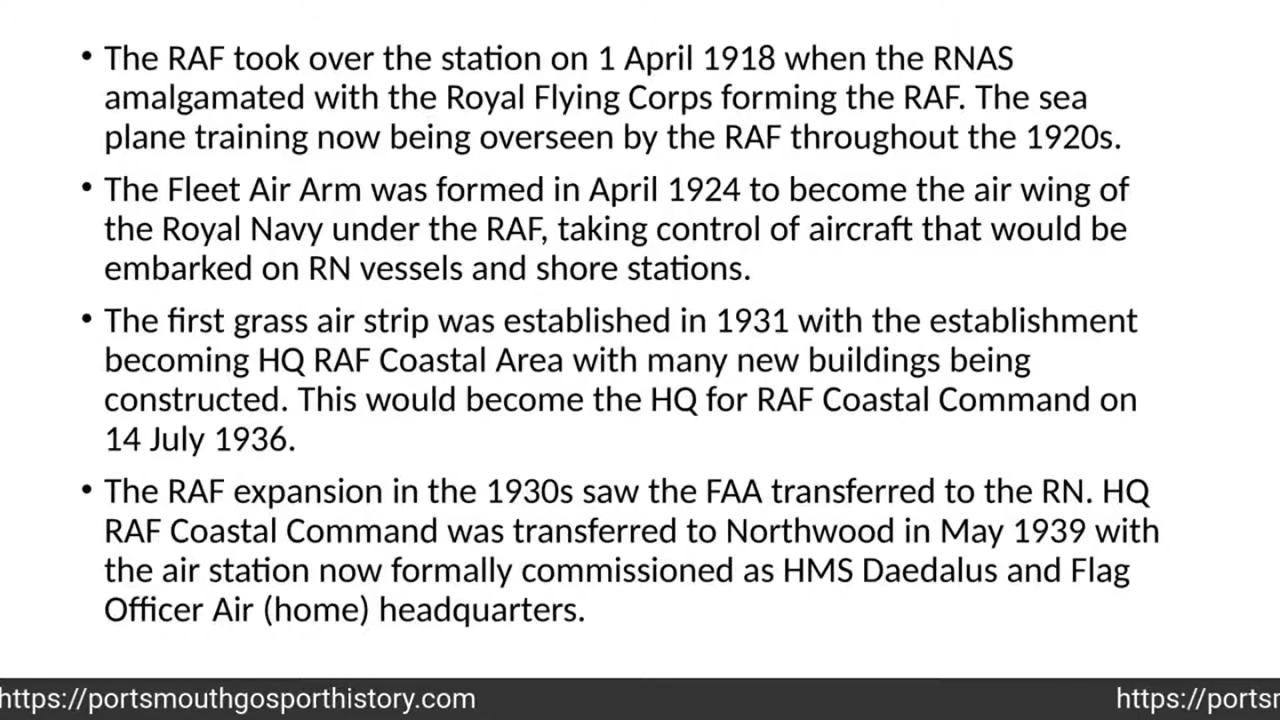 • The RAF took over the station on 1 April 1918 when the RNAS
amalgamated with the Royal Flying Corps forming the RAF. The sea
plane training now being overseen by the RAF throughout the 1920s.
• The Fleet Air Arm was formed in April 1924 to become the air wing of
the Royal Navy under the RAF, taking control of aircraft that would be
embarked on RN vessels and shore stations.
• The first grass air strip was established in 1931 with the establishment
becoming HQ RAF Coastal Area with many new buildings being
constructed. This would become the HQ for RAF Coastal Command on
14 July 1936.
• The RAF expansion in the 1930s saw the FAA transferred to the RN. HQ
RAF Coastal Command was transferred to Northwood in May 1939 with
the air station now formally commissioned as HMS Daedalus and Flag
Officer Air (home) headquarters.
https://portsmouthgosporthistory.com https://ports